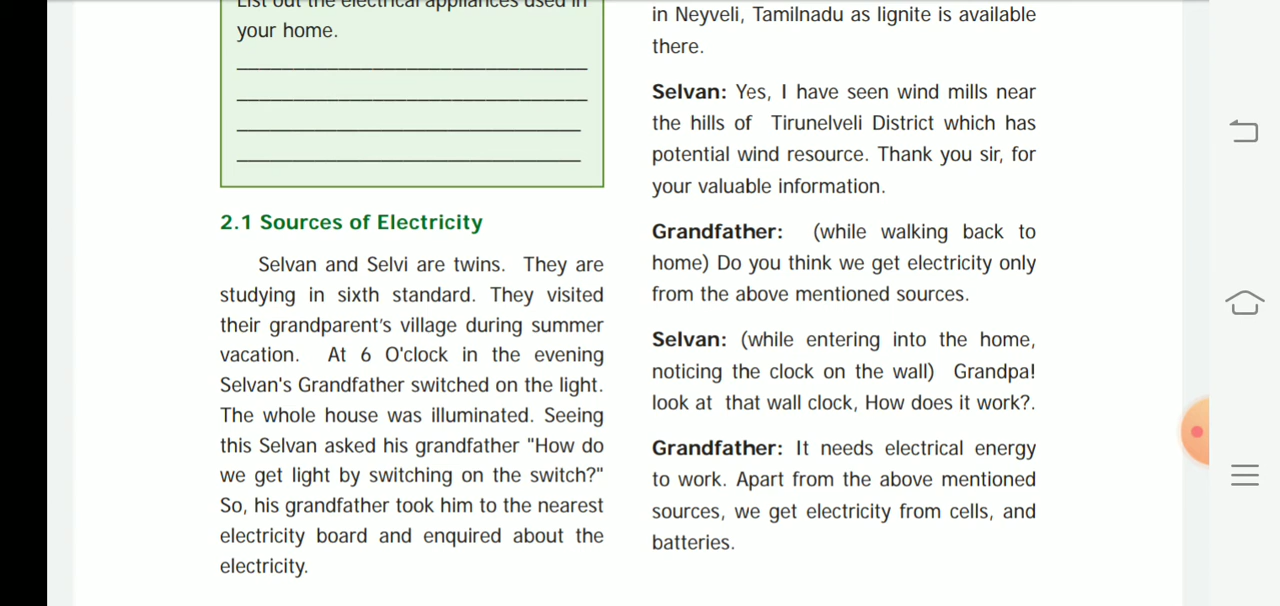 List out the electrical appliances used in
your home.
2.1 Sources of Electricity
Selvan and Selvi are twins. They are
studying in sixth standard. They visited
their grandparent's village during summer
vacation. At 6 O'clock in the evening
Selvan's Grandfather switched on the light.
The whole house was illuminated. Seeing
this Selvan asked his grandfather "How do
we get light by switching on the switch?"
So, his grandfather took him to the nearest
electricity board and enquired about the
electricity.
in Neyveli, Tamilnadu as lignite is available
there.
Selvan: Yes, I have seen wind mills near
the hills of Tirunelveli District which has
potential wind resource. Thank you sir, for
your valuable information.
Grandfather: (while walking back to
home) Do you think we get electricity only
from the above mentioned sources.
Selvan: (while entering into the home,
noticing the clock on the wall) Grandpa!
look at that wall clock, How does it work?.
Grandfather: It needs electrical energy
to work. Apart from the above mentioned
sources, we get electricity from cells, and
batteries.